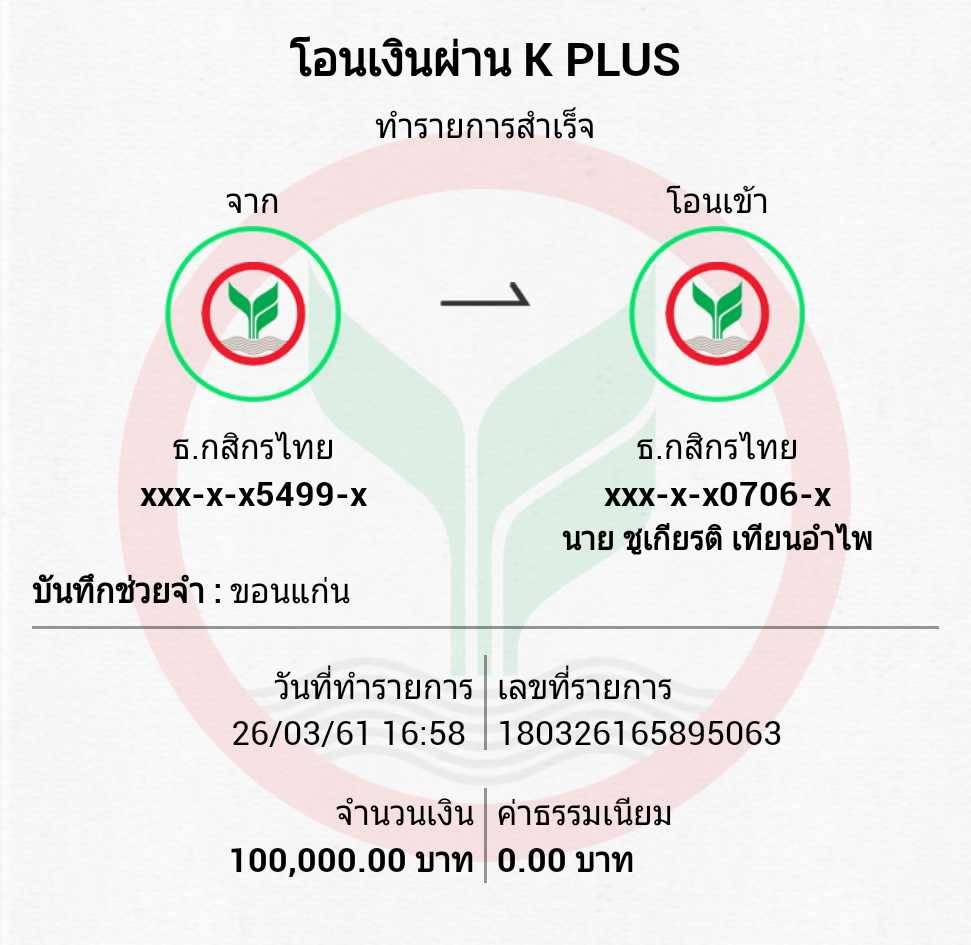 โอนเงินผ่าน K PLUS
ทำรายการสำเร็จ
จาก
โอนเข้า
ธ.กสิกรไทย
xxx-x-x5499-x
ธ.กสิกรไทย
xxx-x-x0706-x
นาย ชูเกียรติ เทียนอำไพ
บันทึกช่วยจำ : ขอนแก่น
วันที่ทำรายการ
26/03/61 16:58
เลขที่รายการ
180326165895063
จำนวนเงิน
100,000.00 บาท
ค่าธรรมเนียม
0.00 บาท